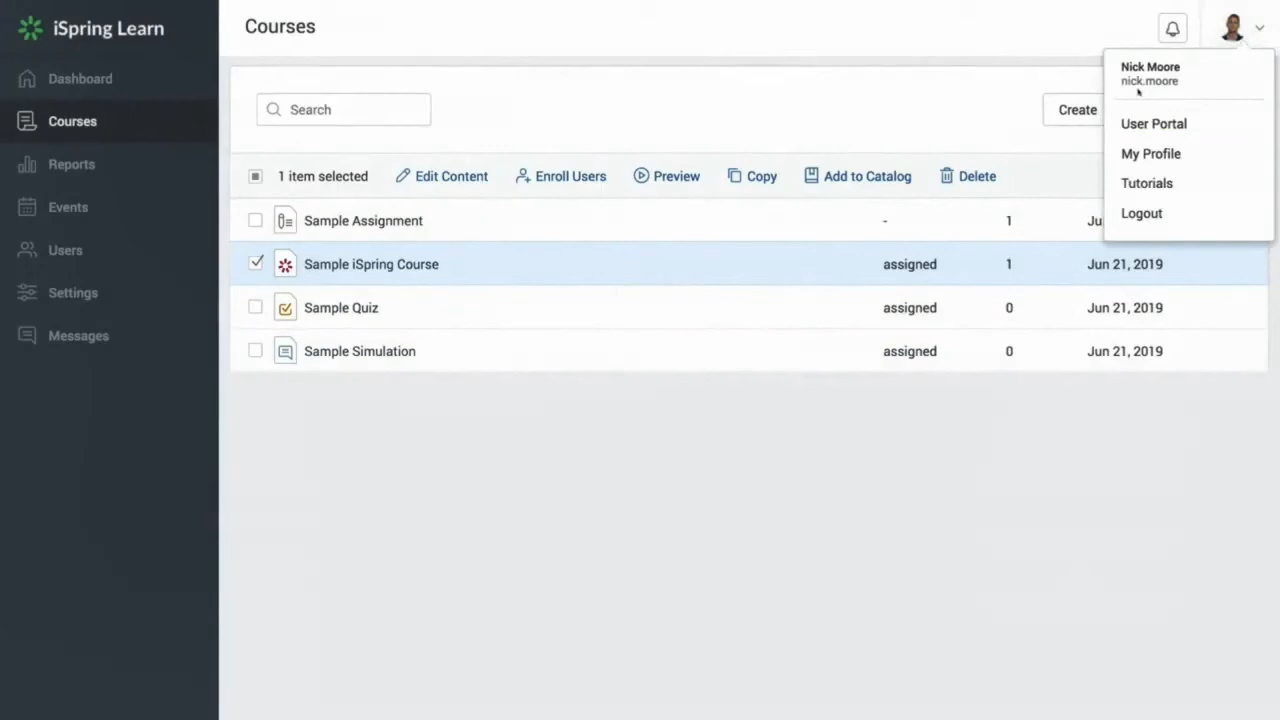 iSpring Learn
Courses
Nick Moore
nick.moore
User Portal
My Profile
Tutorials
Logout
Dashboard
Courses
Reports
Events
Users
Settings
Messages
Search
Create
1 item selected Edit Content Enroll Users Preview Copy Add to Catalog Delete
Sample Assignment - 1 Ju
Sample iSpring Course assigned 1 Jun 21, 2019
Sample Quiz assigned 0 Jun 21, 2019
Sample Simulation assigned 0 Jun 21, 2019